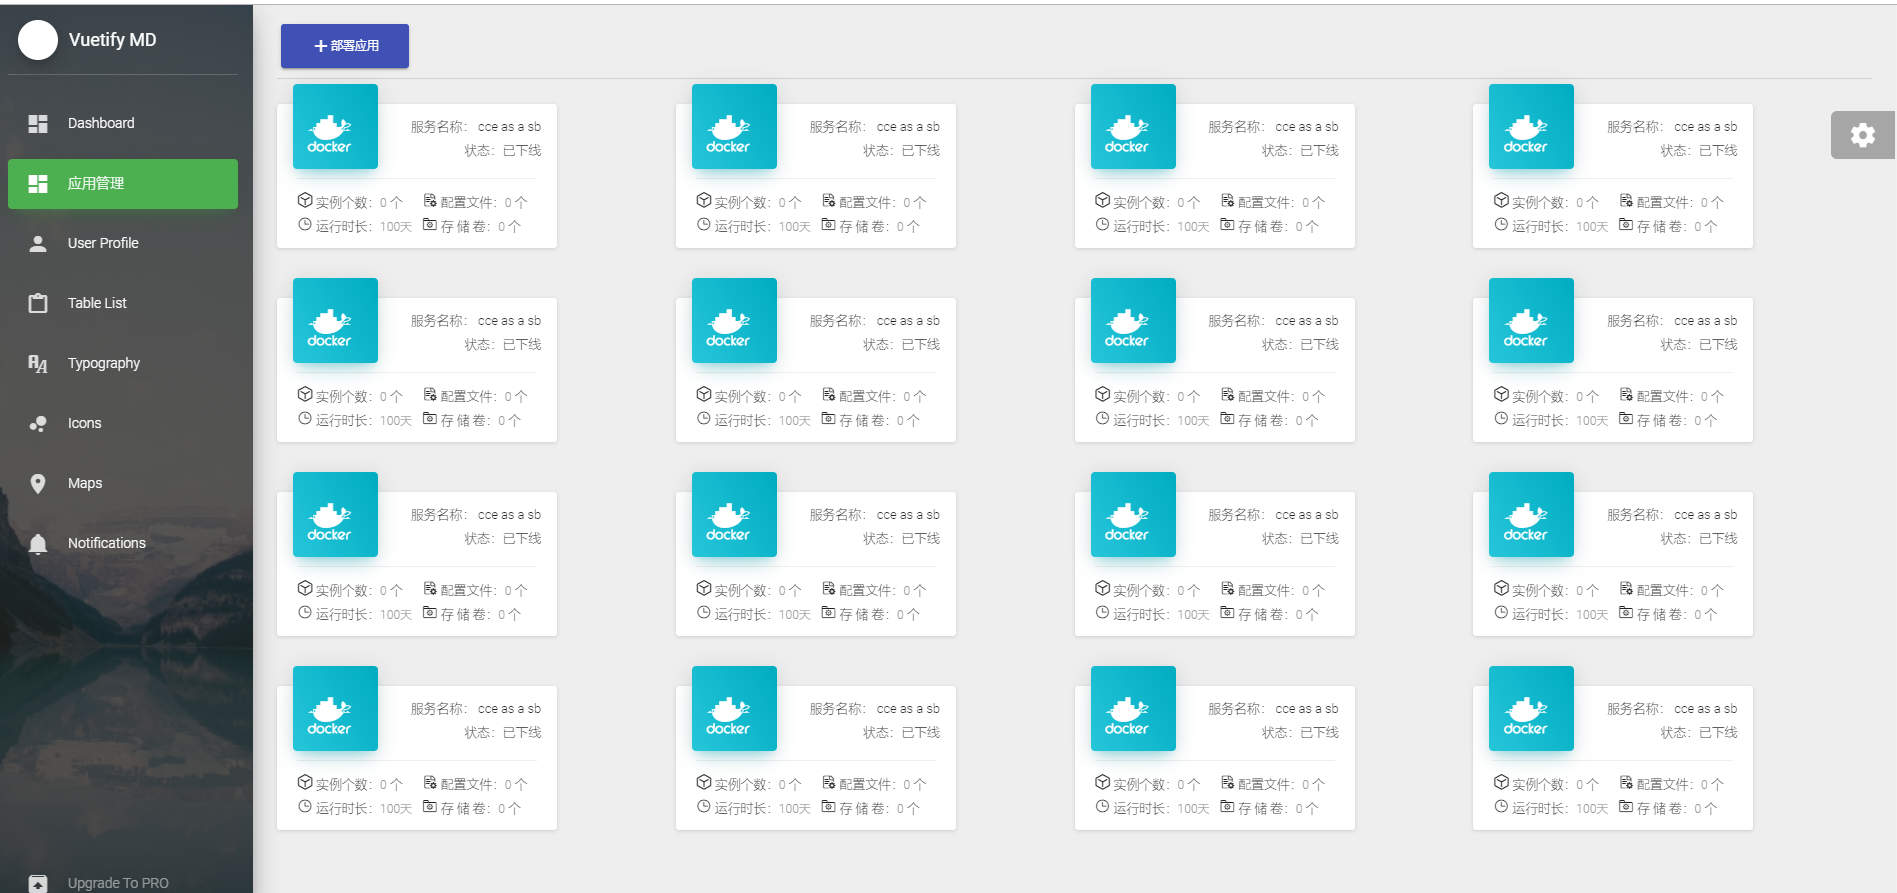 Vuetify MD
Dashboard
应用管理
User Profile
Table List
Typography
Icons
Maps
Notifications
Upgrade To PRO
+ 部署应用
docker
服务名称： cce as a sb
状态：已下线
实例个数：0 个 配置文件：0 个
运行时长：100天 存 储 卷：0 个
docker
服务名称： cce as a sb
状态：已下线
实例个数：0 个 配置文件：0 个
运行时长：100天 存 储 卷：0 个
docker
服务名称： cce as a sb
状态：已下线
实例个数：0 个 配置文件：0 个
运行时长：100天 存 储 卷：0 个
docker
服务名称： cce as a sb
状态：已下线
实例个数：0 个 配置文件：0 个
运行时长：100天 存 储 卷：0 个
docker
服务名称： cce as a sb
状态：已下线
实例个数：0 个 配置文件：0 个
运行时长：100天 存 储 卷：0 个
docker
服务名称： cce as a sb
状态：已下线
实例个数：0 个 配置文件：0 个
运行时长：100天 存 储 卷：0 个
docker
服务名称： cce as a sb
状态：已下线
实例个数：0 个 配置文件：0 个
运行时长：100天 存 储 卷：0 个
docker
服务名称： cce as a sb
状态：已下线
实例个数：0 个 配置文件：0 个
运行时长：100天 存 储 卷：0 个
docker
服务名称： cce as a sb
状态：已下线
实例个数：0 个 配置文件：0 个
运行时长：100天 存 储 卷：0 个
docker
服务名称： cce as a sb
状态：已下线
实例个数：0 个 配置文件：0 个
运行时长：100天 存 储 卷：0 个
docker
服务名称： cce as a sb
状态：已下线
实例个数：0 个 配置文件：0 个
运行时长：100天 存 储 卷：0 个
docker
服务名称： cce as a sb
状态：已下线
实例个数：0 个 配置文件：0 个
运行时长：100天 存 储 卷：0 个
docker
服务名称： cce as a sb
状态：已下线
实例个数：0 个 配置文件：0 个
运行时长：100天 存 储 卷：0 个
docker
服务名称： cce as a sb
状态：已下线
实例个数：0 个 配置文件：0 个
运行时长：100天 存 储 卷：0 个
docker
服务名称： cce as a sb
状态：已下线
实例个数：0 个 配置文件：0 个
运行时长：100天 存 储 卷：0 个
docker
服务名称： cce as a sb
状态：已下线
实例个数：0 个 配置文件：0 个
运行时长：100天 存 储 卷：0 个